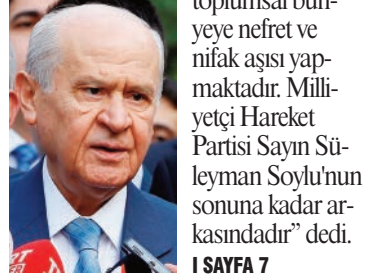 toplumsal bün-
yeye nefret ve
nifak aşısı yap-
maktadır. Milli-
yetçi Hareket
Partisi Sayın Sü-
leyman Soylu'nun
sonuna kadar ar-
kasındadır” dedi.
I SAYFA 7